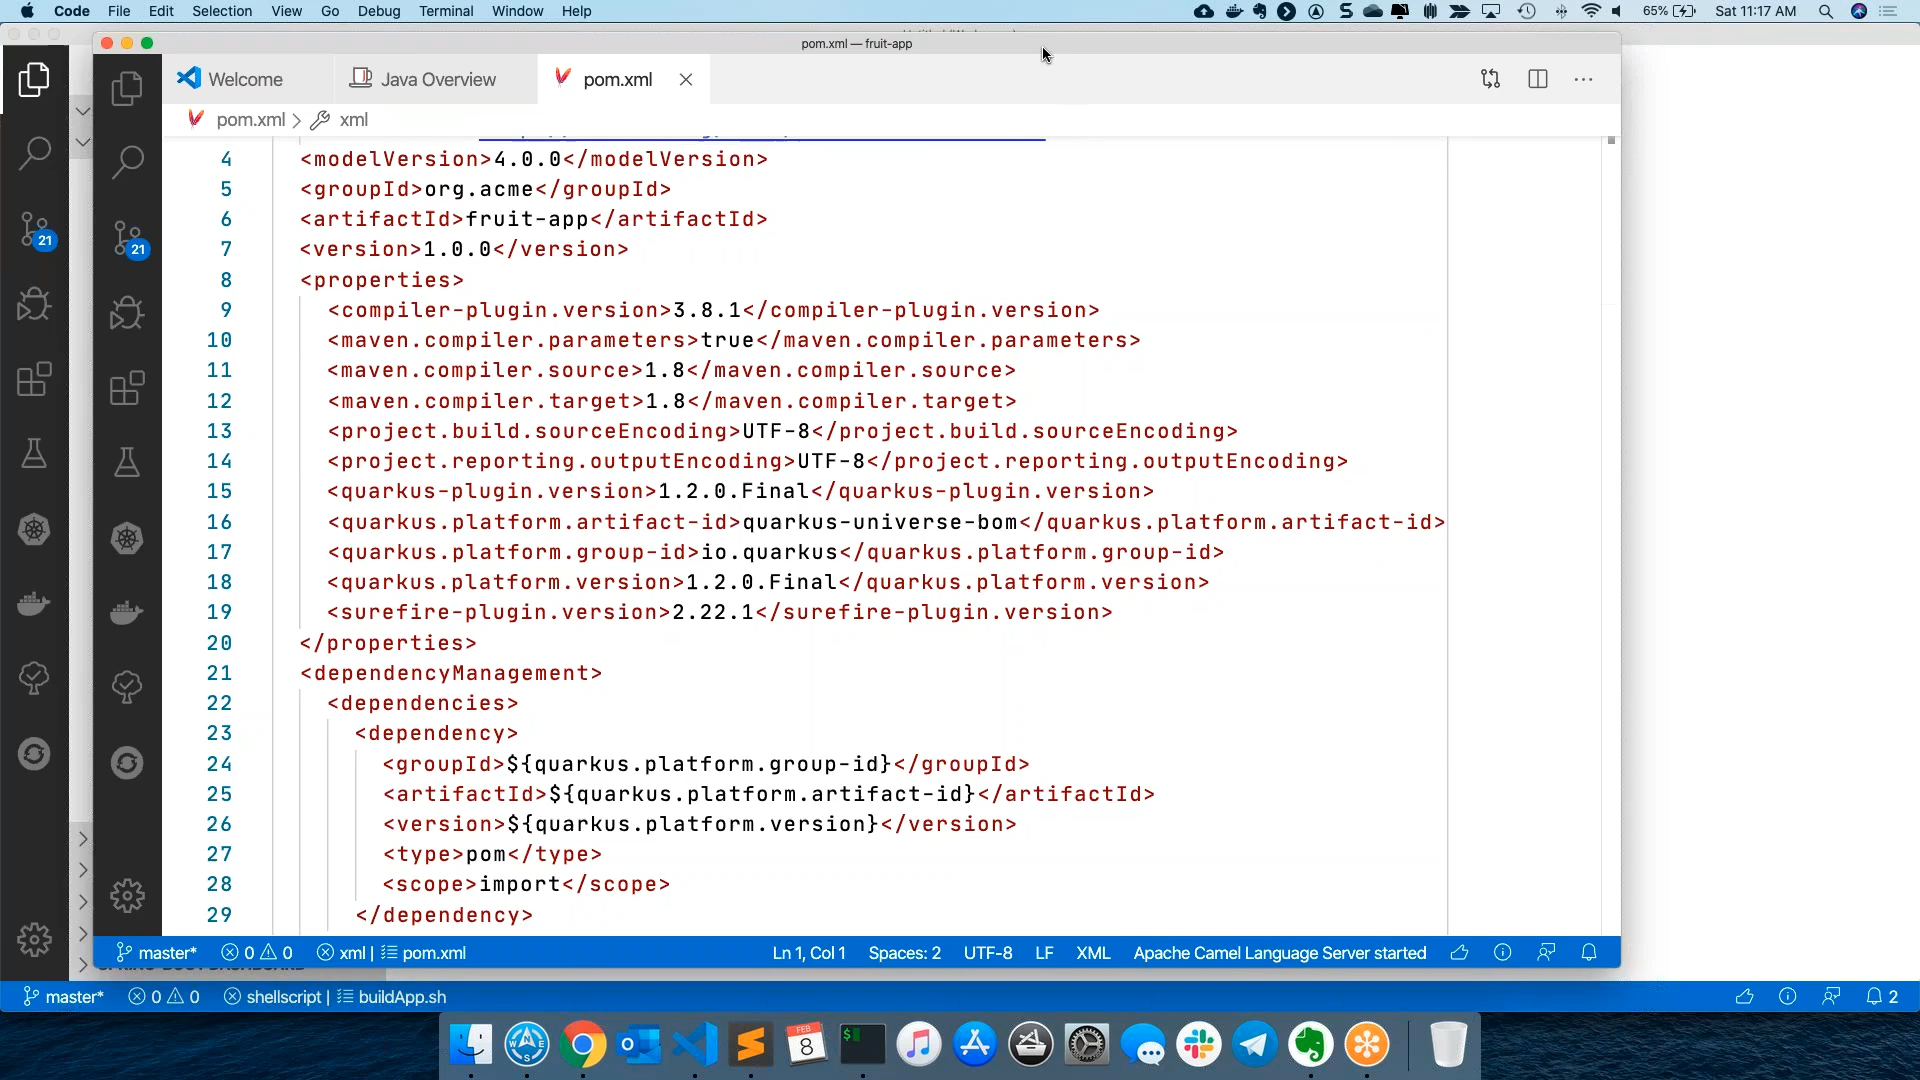 Code File Edit Selection View Go Debug Terminal Window Help
65% Sat 11:17 AM
pom.xml — fruit-app
Welcome Java Overview pom.xml
pom.xml > xml
4 <modelVersion>4.0.0</modelVersion>
5 <groupId>org.acme</groupId>
6 <artifactId>fruit-app</artifactId>
7 <version>1.0.0</version>
8 <properties>
9 <compiler-plugin.version>3.8.1</compiler-plugin.version>
10 <maven.compiler.parameters>true</maven.compiler.parameters>
11 <maven.compiler.source>1.8</maven.compiler.source>
12 <maven.compiler.target>1.8</maven.compiler.target>
13 <project.build.sourceEncoding>UTF-8</project.build.sourceEncoding>
14 <project.reporting.outputEncoding>UTF-8</project.reporting.outputEncoding>
15 <quarkus-plugin.version>1.2.0.Final</quarkus-plugin.version>
16 <quarkus.platform.artifact-id>quarkus-universe-bom</quarkus.platform.artifact-id>
17 <quarkus.platform.group-id>io.quarkus</quarkus.platform.group-id>
18 <quarkus.platform.version>1.2.0.Final</quarkus.platform.version>
19 <surefire-plugin.version>2.22.1</surefire-plugin.version>
20 </properties>
21 <dependencyManagement>
22 <dependencies>
23 <dependency>
24 <groupId>${quarkus.platform.group-id}</groupId>
25 <artifactId>${quarkus.platform.artifact-id}</artifactId>
26 <version>${quarkus.platform.version}</version>
27 <type>pom</type>
28 <scope>import</scope>
29 </dependency>
21
21
master* 0 0 xml | pom.xml Ln 1, Col 1 Spaces: 2 UTF-8 LF XML Apache Camel Language Server started
master* 0 0 shellscript | buildApp.sh 2
FEB
8